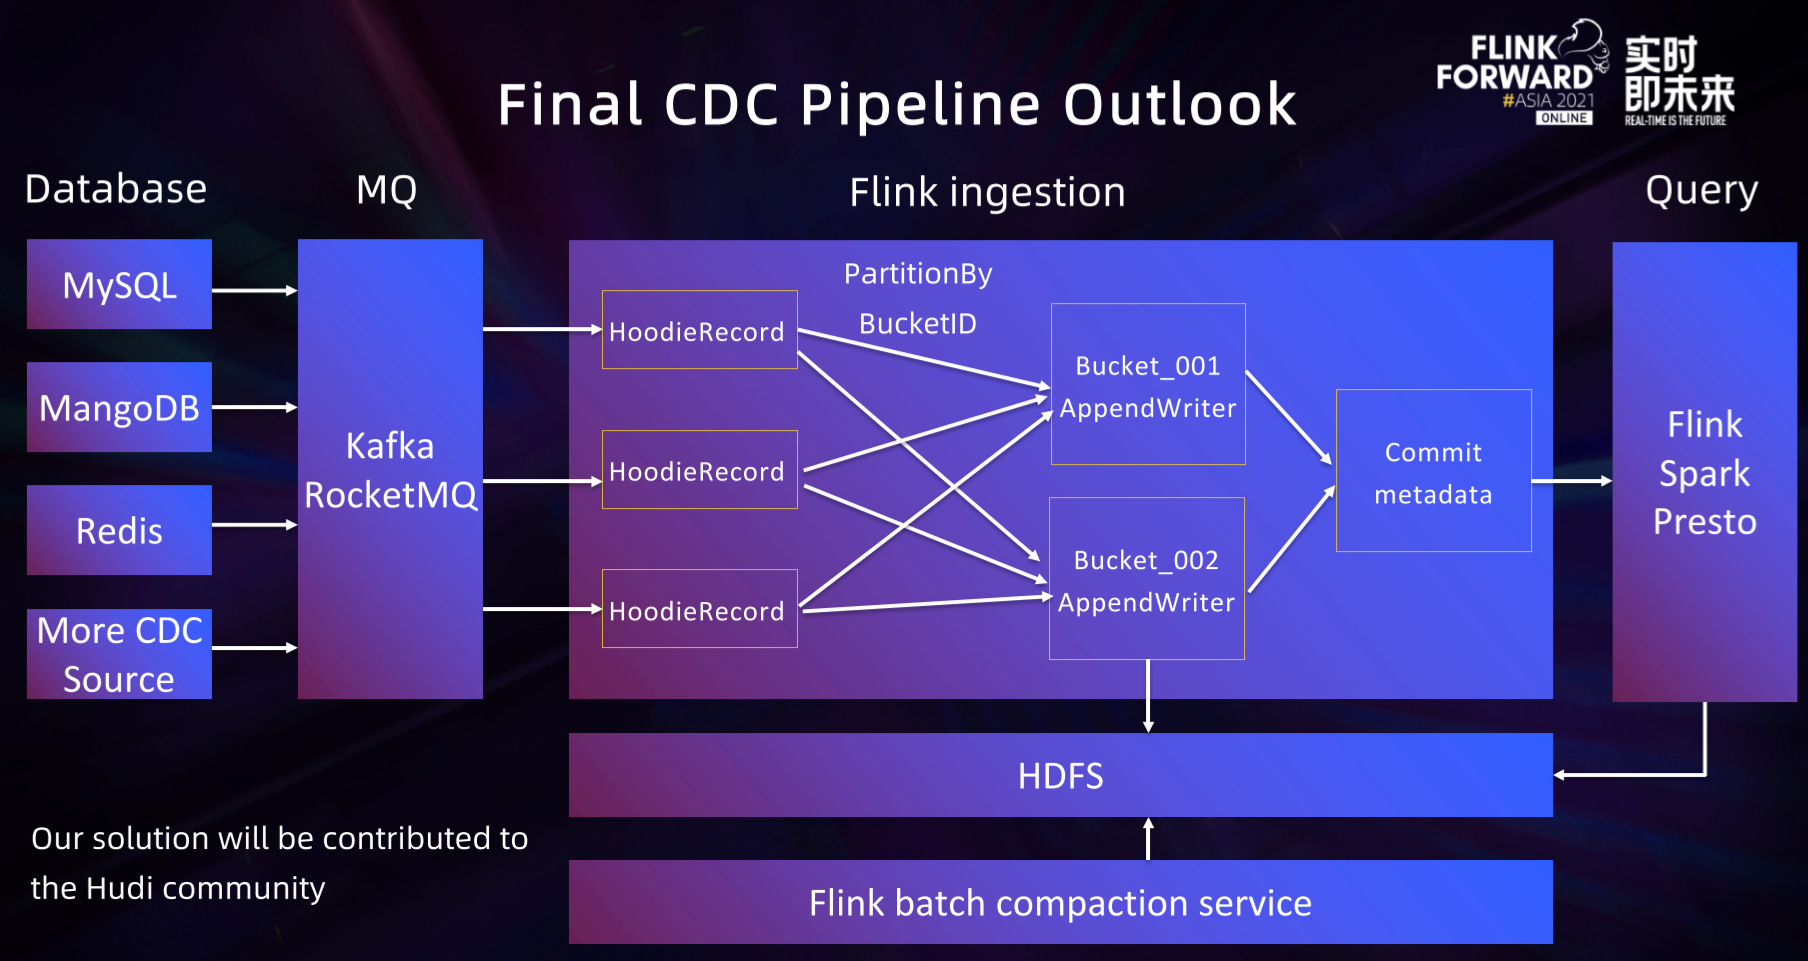 FLINK
FORWARD
#ASIA 2021
ONLINE
实时
即未来
REAL-TIME IS THE FUTURE
Final CDC Pipeline Outlook
Database
MQ
Flink ingestion
Query
MySQL
MangoDB
Redis
More CDC
Source
Kafka
RocketMQ
PartitionBy
BucketID
HoodieRecord
HoodieRecord
HoodieRecord
Bucket_001
AppendWriter
Bucket_002
AppendWriter
Commit
metadata
Flink
Spark
Presto
HDFS
Flink batch compaction service
Our solution will be contributed to
the Hudi community